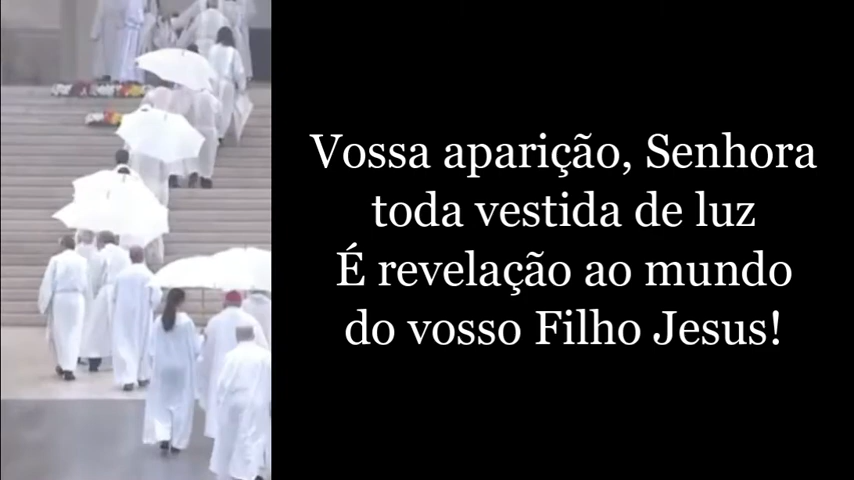 Vossa aparição, Senhora
toda vestida de luz
É revelação ao mundo
do vosso Filho Jesus!